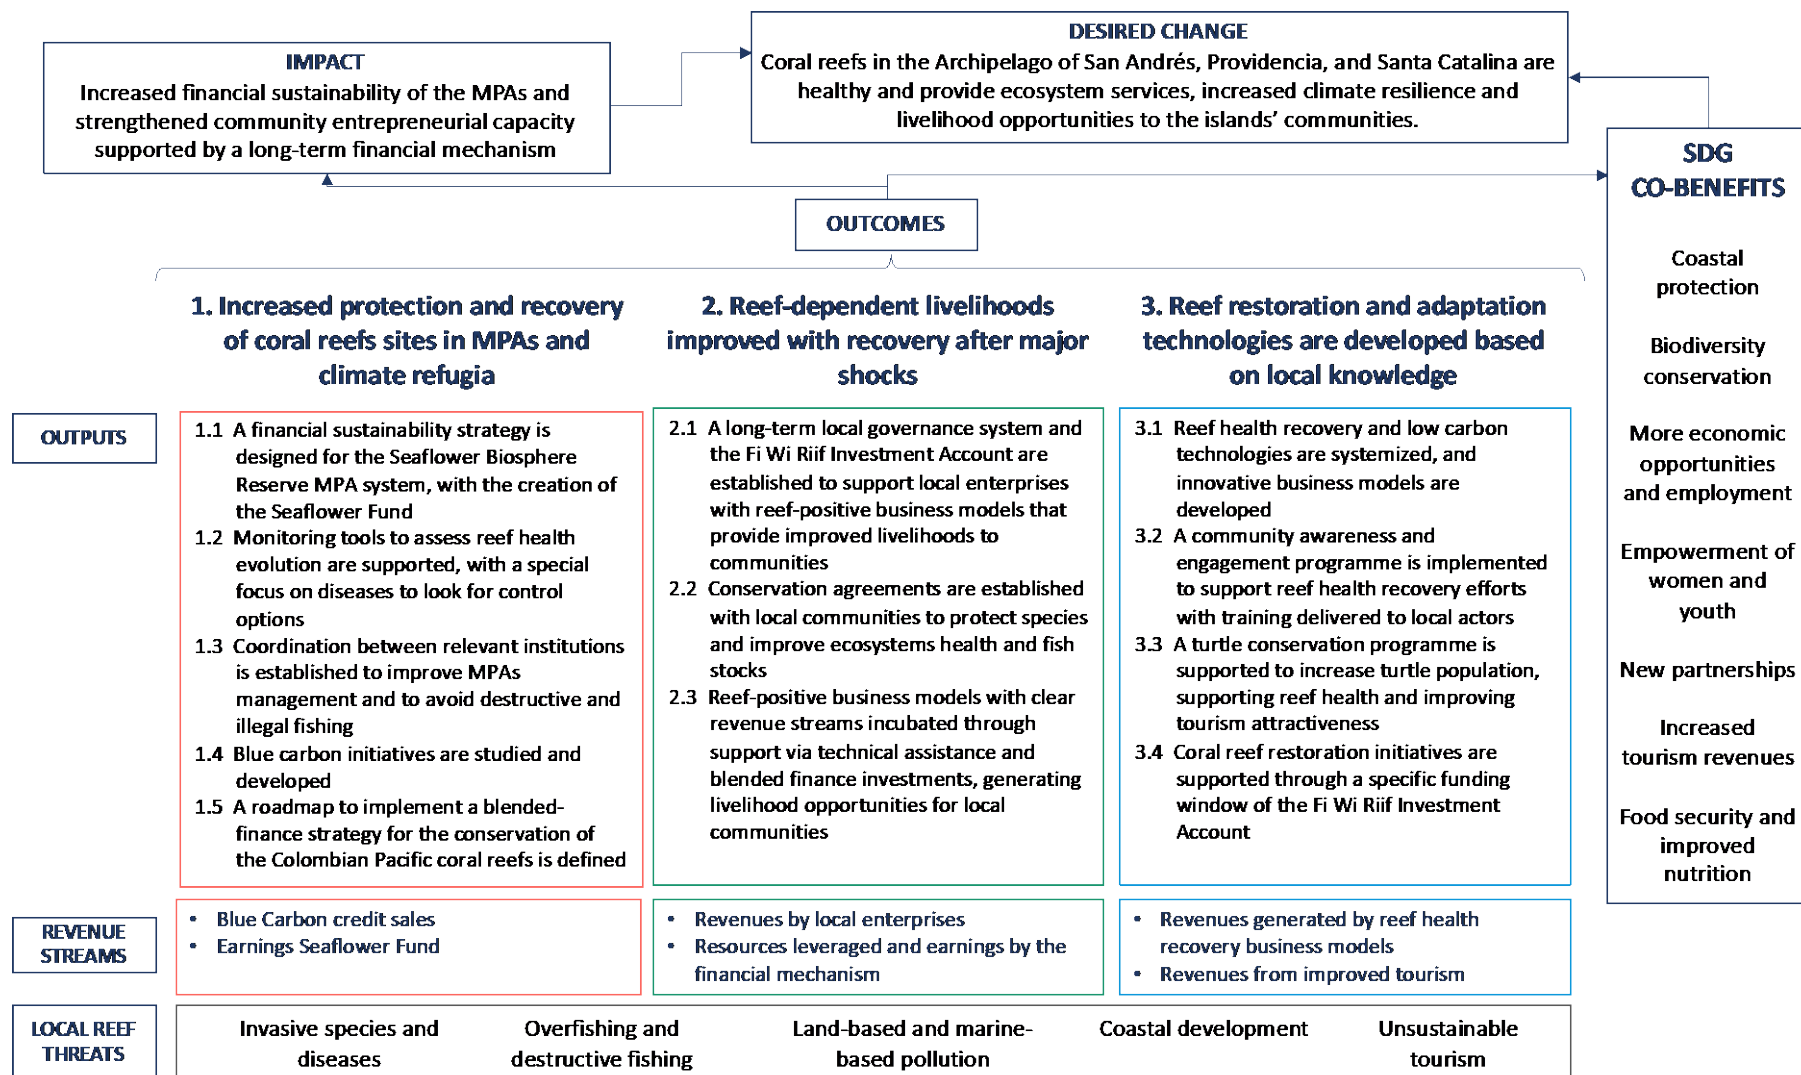 IMPACT
Increased financial sustainability of the MPAs and
strengthened community entrepreneurial capacity
supported by a long-term financial mechanism
DESIRED CHANGE
Coral reefs in the Archipelago of San Andrés, Providencia, and Santa Catalina are
healthy and provide ecosystem services, increased climate resilience and
livelihood opportunities to the islands’ communities.
SDG
CO-BENEFITS
Coastal
protection
Biodiversity
conservation
More economic
opportunities
and employment
Empowerment of
women and
youth
New partnerships
Increased
tourism revenues
Food security and
improved
nutrition
OUTCOMES
1. Increased protection and recovery
of coral reefs sites in MPAs and
climate refugia
2. Reef-dependent livelihoods
improved with recovery after major
shocks
3. Reef restoration and adaptation
technologies are developed based
on local knowledge
OUTPUTS
1.1 A financial sustainability strategy is
designed for the Seaflower Biosphere
Reserve MPA system, with the creation of
the Seaflower Fund
1.2 Monitoring tools to assess reef health
evolution are supported, with a special
focus on diseases to look for control
options
1.3 Coordination between relevant institutions
is established to improve MPAs
management and to avoid destructive and
illegal fishing
1.4 Blue carbon initiatives are studied and
developed
1.5 A roadmap to implement a blended-
finance strategy for the conservation of
the Colombian Pacific coral reefs is defined
2.1 A long-term local governance system and
the Fi Wi Riif Investment Account are
established to support local enterprises
with reef-positive business models that
provide improved livelihoods to
communities
2.2 Conservation agreements are established
with local communities to protect species
and improve ecosystems health and fish
stocks
2.3 Reef-positive business models with clear
revenue streams incubated through
support via technical assistance and
blended finance investments, generating
livelihood opportunities for local
communities
3.1 Reef health recovery and low carbon
technologies are systemized, and
innovative business models are
developed
3.2 A community awareness and
engagement programme is implemented
to support reef health recovery efforts
with training delivered to local actors
3.3 A turtle conservation programme is
supported to increase turtle population,
supporting reef health and improving
tourism attractiveness
3.4 Coral reef restoration initiatives are
supported through a specific funding
window of the Fi Wi Riif Investment
Account
REVENUE
STREAMS
• Blue Carbon credit sales
• Earnings Seaflower Fund
• Revenues by local enterprises
• Resources leveraged and earnings by the
financial mechanism
• Revenues generated by reef health
recovery business models
• Revenues from improved tourism
LOCAL REEF
THREATS
Invasive species and
diseases
Overfishing and
destructive fishing
Land-based and marine-
based pollution
Coastal development
Unsustainable
tourism